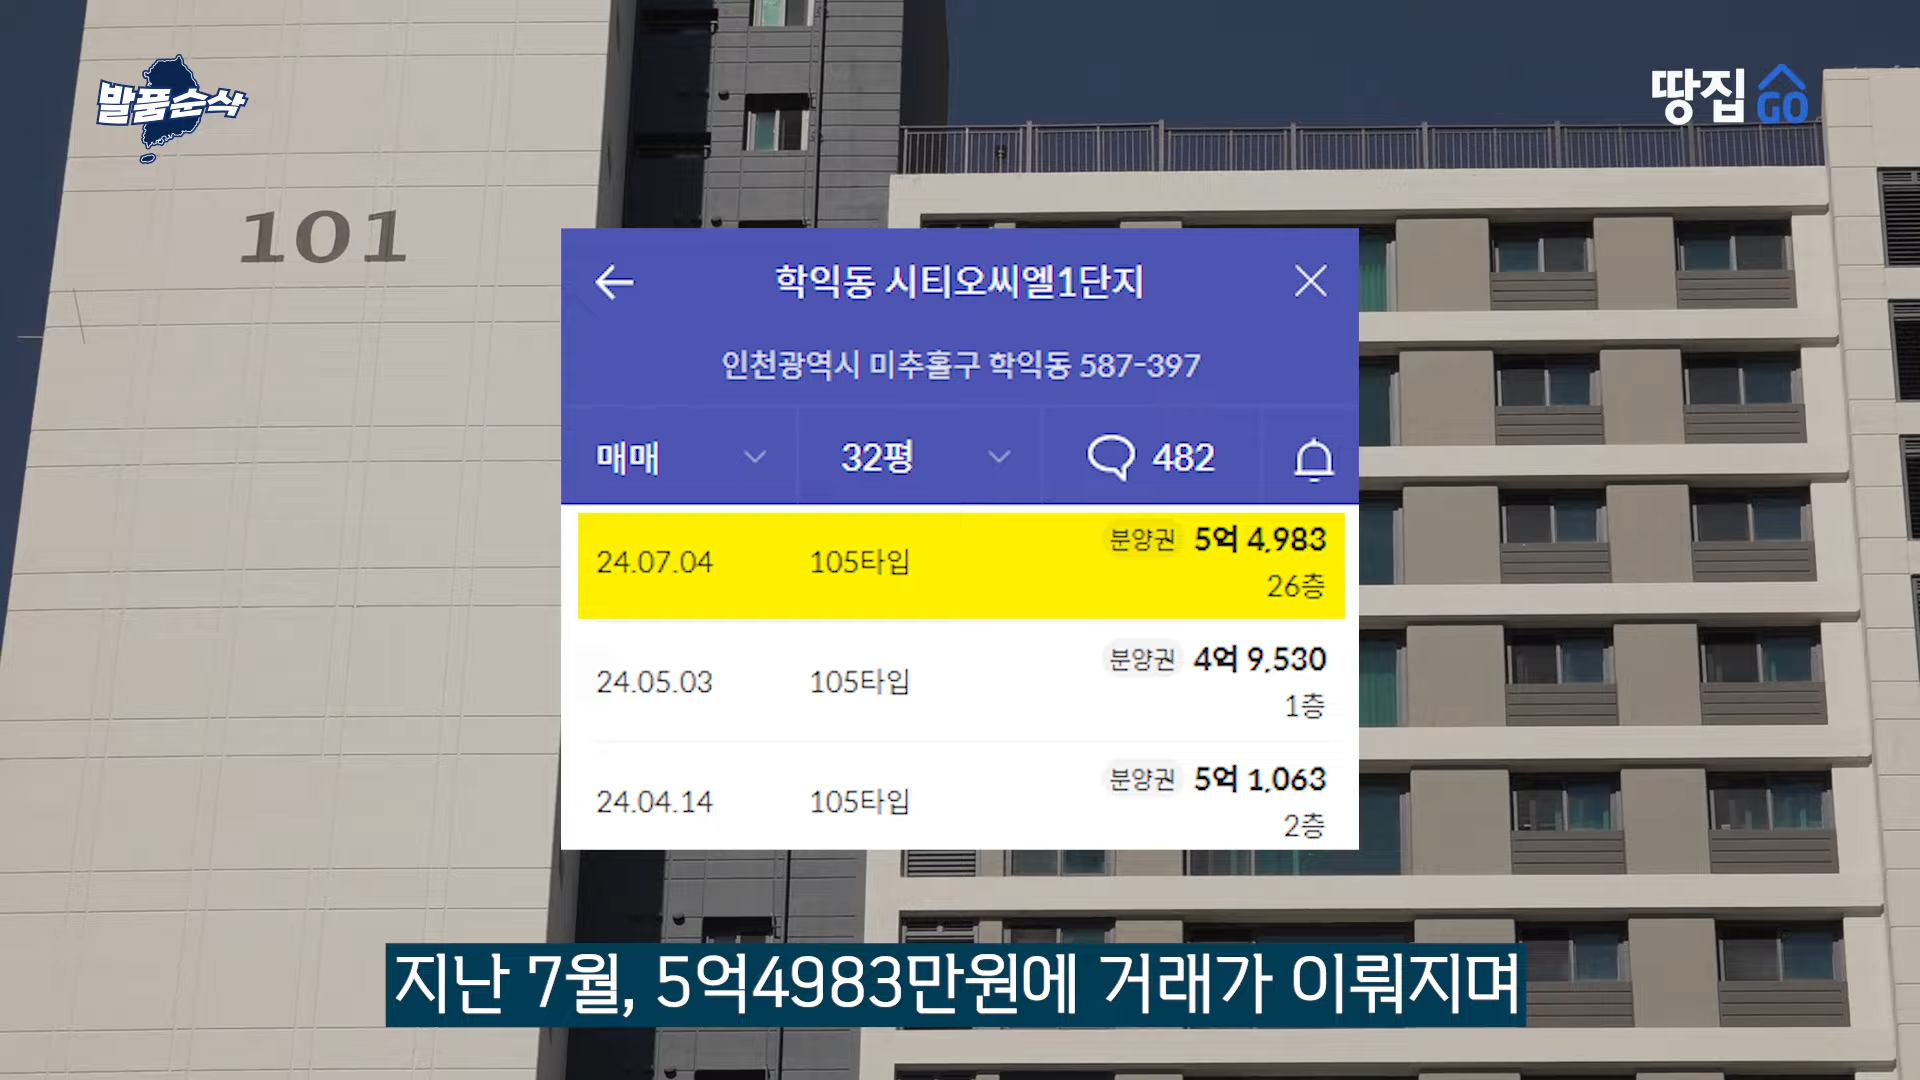 발품순삭
땅집GO
101
학익동 시티오씨엘1단지
인천광역시 미추홀구 학익동 587-397
매매 32평 482
24.07.04 105타입 분양권 5억 4,983
26층
24.05.03 105타입 분양권 4억 9,530
1층
24.04.14 105타입 분양권 5억 1,063
2층
지난 7월, 5억4983만원에 거래가 이뤄지며